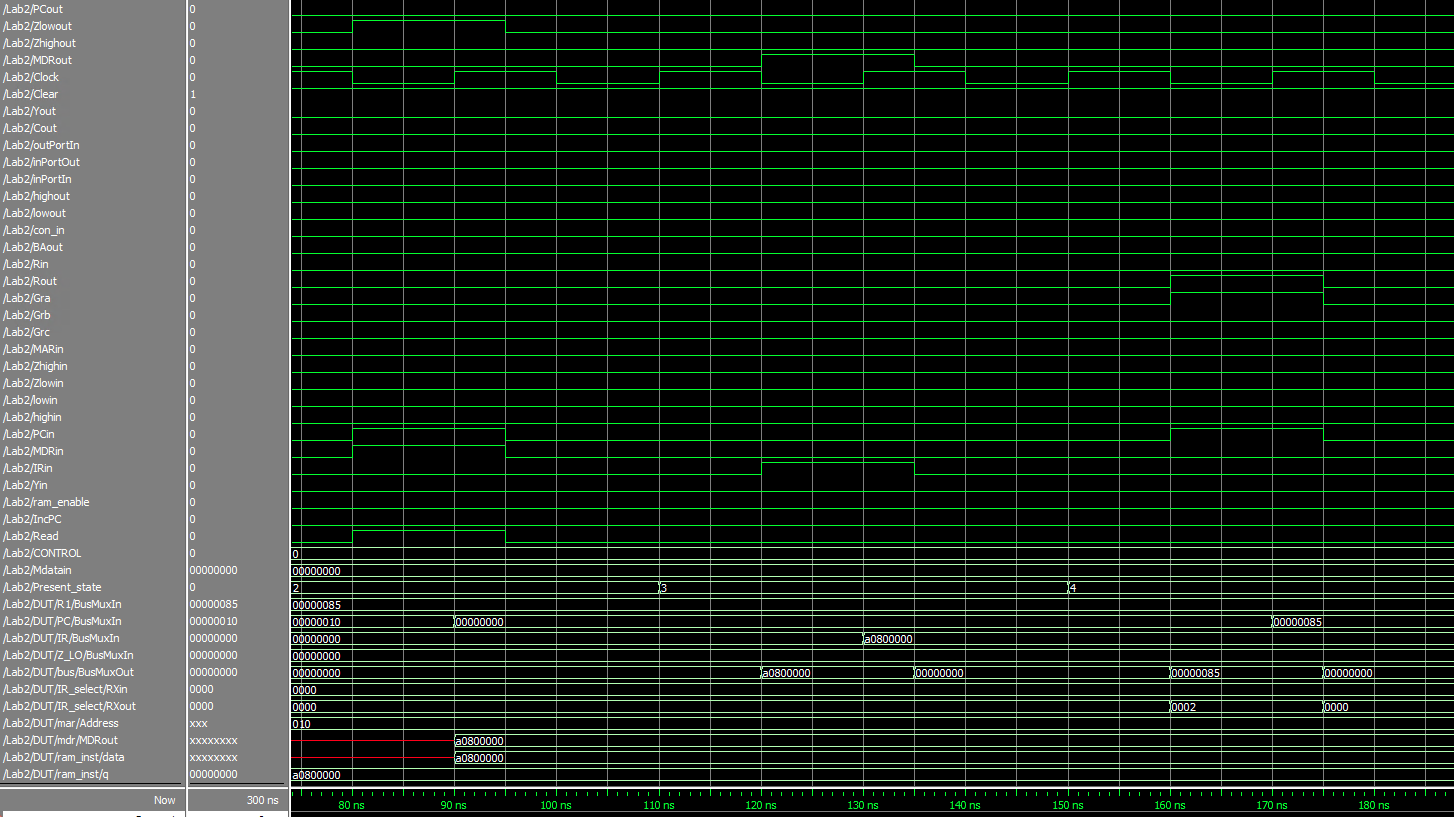 /Lab2/PCout 0
/Lab2/Zlowout 0
/Lab2/Zhighout 0
/Lab2/MDRout 0
/Lab2/Clock 0
/Lab2/Clear 1
/Lab2/Yout 0
/Lab2/Cout 0
/Lab2/outPortIn 0
/Lab2/inPortOut 0
/Lab2/inPortIn 0
/Lab2/highout 0
/Lab2/lowout 0
/Lab2/con_in 0
/Lab2/BAout 0
/Lab2/Rin 0
/Lab2/Rout 0
/Lab2/Gra 0
/Lab2/Grb 0
/Lab2/Grc 0
/Lab2/MARin 0
/Lab2/Zhighin 0
/Lab2/Zlowin 0
/Lab2/lowin 0
/Lab2/highin 0
/Lab2/PCin 0
/Lab2/MDRin 0
/Lab2/IRin 0
/Lab2/Yin 0
/Lab2/ram_enable 0
/Lab2/IncPC 0
/Lab2/Read 0
/Lab2/CONTROL 0 0
/Lab2/Mdatain 00000000 00000000
/Lab2/Present_state 0 2 3 4
/Lab2/DUT/R1/BusMuxIn 00000085 00000085
/Lab2/DUT/PC/BusMuxIn 00000010 00000010 00000000 00000085
/Lab2/DUT/IR/BusMuxIn 00000000 00000000 a0800000
/Lab2/DUT/Z_LO/BusMuxIn 00000000 00000000
/Lab2/DUT/bus/BusMuxOut 00000000 00000000 a0800000 00000000 00000085 00000000
/Lab2/DUT/IR_select/RXin 0000 0000
/Lab2/DUT/IR_select/RXout 0000 0000 0002 0000
/Lab2/DUT/mar/Address xxx 010
/Lab2/DUT/mdr/MDRout xxxxxxxx a0800000
/Lab2/DUT/ram_inst/data xxxxxxxx a0800000
/Lab2/DUT/ram_inst/q 00000000 a0800000
Now 300 ns 80 ns 90 ns 100 ns 110 ns 120 ns 130 ns 140 ns 150 ns 160 ns 170 ns 180 ns